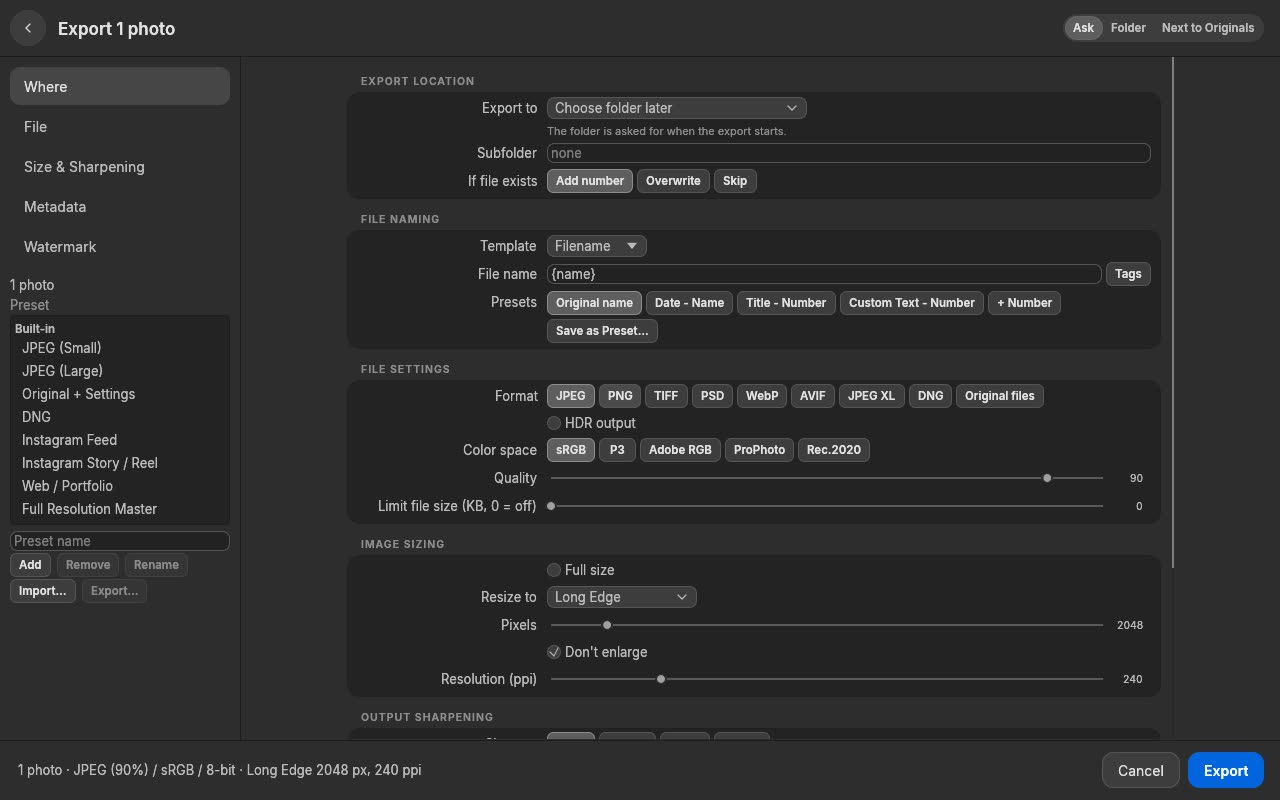 Export 1 photo
Ask Folder Next to Originals
Where
File
Size & Sharpening
Metadata
Watermark
1 photo
Preset
Built-in
JPEG (Small)
JPEG (Large)
Original + Settings
DNG
Instagram Feed
Instagram Story / Reel
Web / Portfolio
Full Resolution Master
Preset name
Add Remove Rename
Import... Export...
EXPORT LOCATION
Export to Choose folder later
The folder is asked for when the export starts.
Subfolder none
If file exists Add number Overwrite Skip
FILE NAMING
Template Filename
File name {name} Tags
Presets Original name Date - Name Title - Number Custom Text - Number + Number
Save as Preset...
FILE SETTINGS
Format JPEG PNG TIFF PSD WebP AVIF JPEG XL DNG Original files
HDR output
Color space sRGB P3 Adobe RGB ProPhoto Rec.2020
Quality 90
Limit file size (KB, 0 = off) 0
IMAGE SIZING
Full size
Resize to Long Edge
Pixels 2048
Don't enlarge
Resolution (ppi) 240
OUTPUT SHARPENING
1 photo · JPEG (90%) / sRGB / 8-bit · Long Edge 2048 px, 240 ppi
Cancel Export